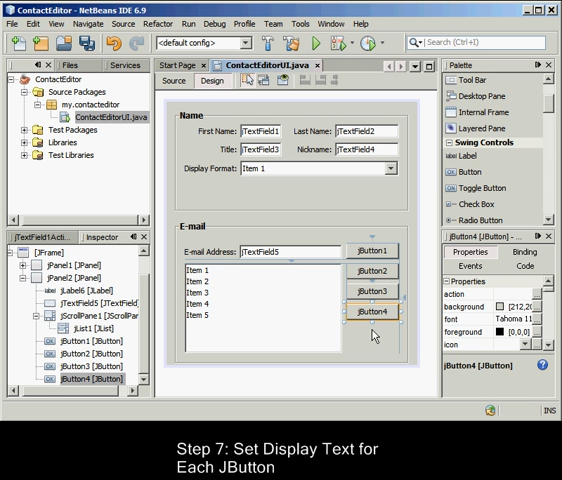 ContactEditor - NetBeans IDE 6.9
File Edit View Navigate Source Refactor Run Debug Profile Team Tools Window Help
<default config>
Search (Ctrl+I)
Files
Services
ContactEditor
Source Packages
my.contacteditor
ContactEditorUI.java
Test Packages
Libraries
Test Libraries
Start Page
ContactEditorUI.java
Source
Design
Name
First Name:
jTextField1
Last Name:
jTextField2
Title:
jTextField3
Nickname:
jTextField4
Display Format:
Item 1
E-mail
E-mail Address:
jTextField5
jButton1
Item 1
Item 2
Item 3
Item 4
Item 5
jButton2
jButton3
jButton4
Palette
Tool Bar
Desktop Pane
Internal Frame
Layered Pane
Swing Controls
Label
Button
Toggle Button
Check Box
Radio Button
jTextField1Acti...
Inspector
[JFrame]
jPanel1 [JPanel]
jPanel2 [JPanel]
jLabel6 [JLabel]
jTextField5 [JTextField]
jScrollPane1 [JScrollPar
jList1 [JList]
jButton1 [JButton]
jButton2 [JButton]
jButton3 [JButton]
jButton4 [JButton]
jButton4 [JButton] - ...
Properties
Binding
Events
Code
Properties
action
background
[212,20
font
Tahoma 11
foreground
[0,0,0]
icon
jButton4 [JButton]
INS
Step 7: Set Display Text for
Each JButton